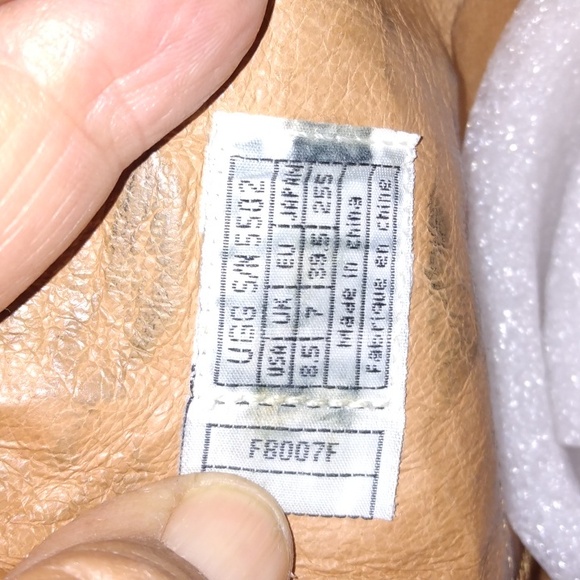 UGG S/N 5502
USA UK EU JAPAN
8.5 7 39.5 255
Made in china
Fabrique en chine
F8007F